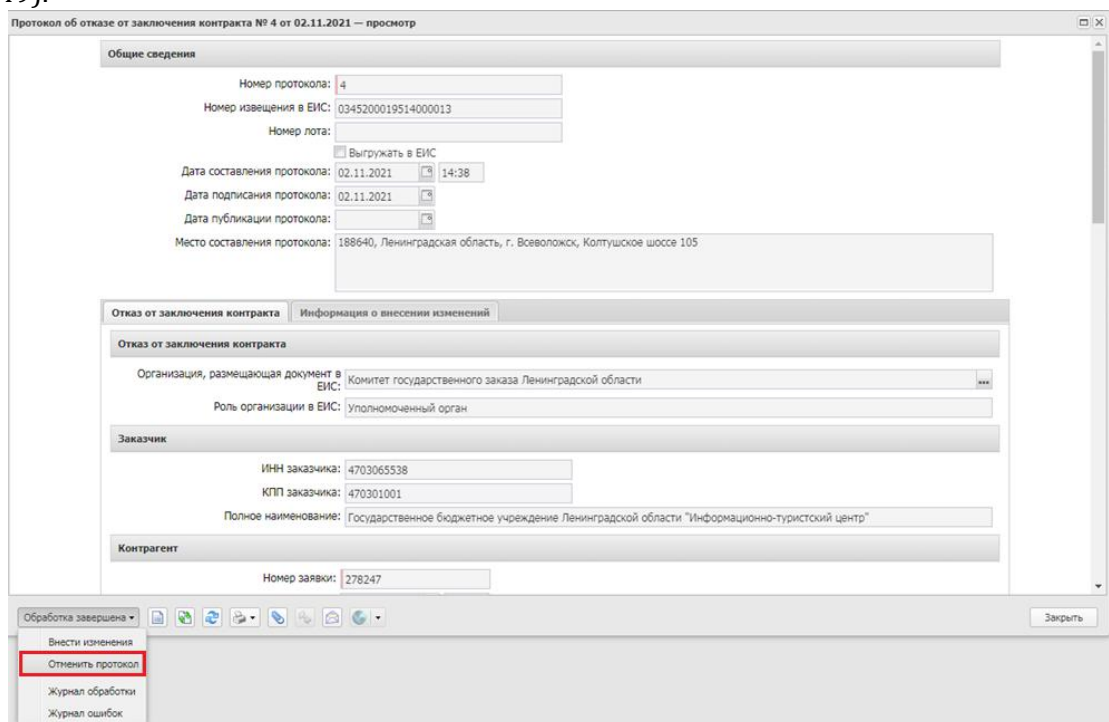 19).
Протокол об отказе от заключения контракта № 4 от 02.11.2021 — просмотр
Общие сведения
Номер протокола: 4
Номер извещения в ЕИС: 0345200019514000013
Номер лота:
Выгружать в ЕИС
Дата составления протокола: 02.11.2021 14:38
Дата подписания протокола: 02.11.2021
Дата публикации протокола:
Место составления протокола: 188640, Ленинградская область, г. Всеволожск, Колтушское шоссе 105
Отказ от заключения контракта Информация о внесении изменений
Отказ от заключения контракта
Организация, размещающая документ в
ЕИС: Комитет государственного заказа Ленинградской области ...
Роль организации в ЕИС: Уполномоченный орган
Заказчик
ИНН заказчика: 4703065538
КПП заказчика: 470301001
Полное наименование: Государственное бюджетное учреждение Ленинградской области "Информационно-туристский центр"
Контрагент
Номер заявки: 278247
Обработка завершена Закрыть
Внести изменения
Отменить протокол
Журнал обработки
Журнал ошибок